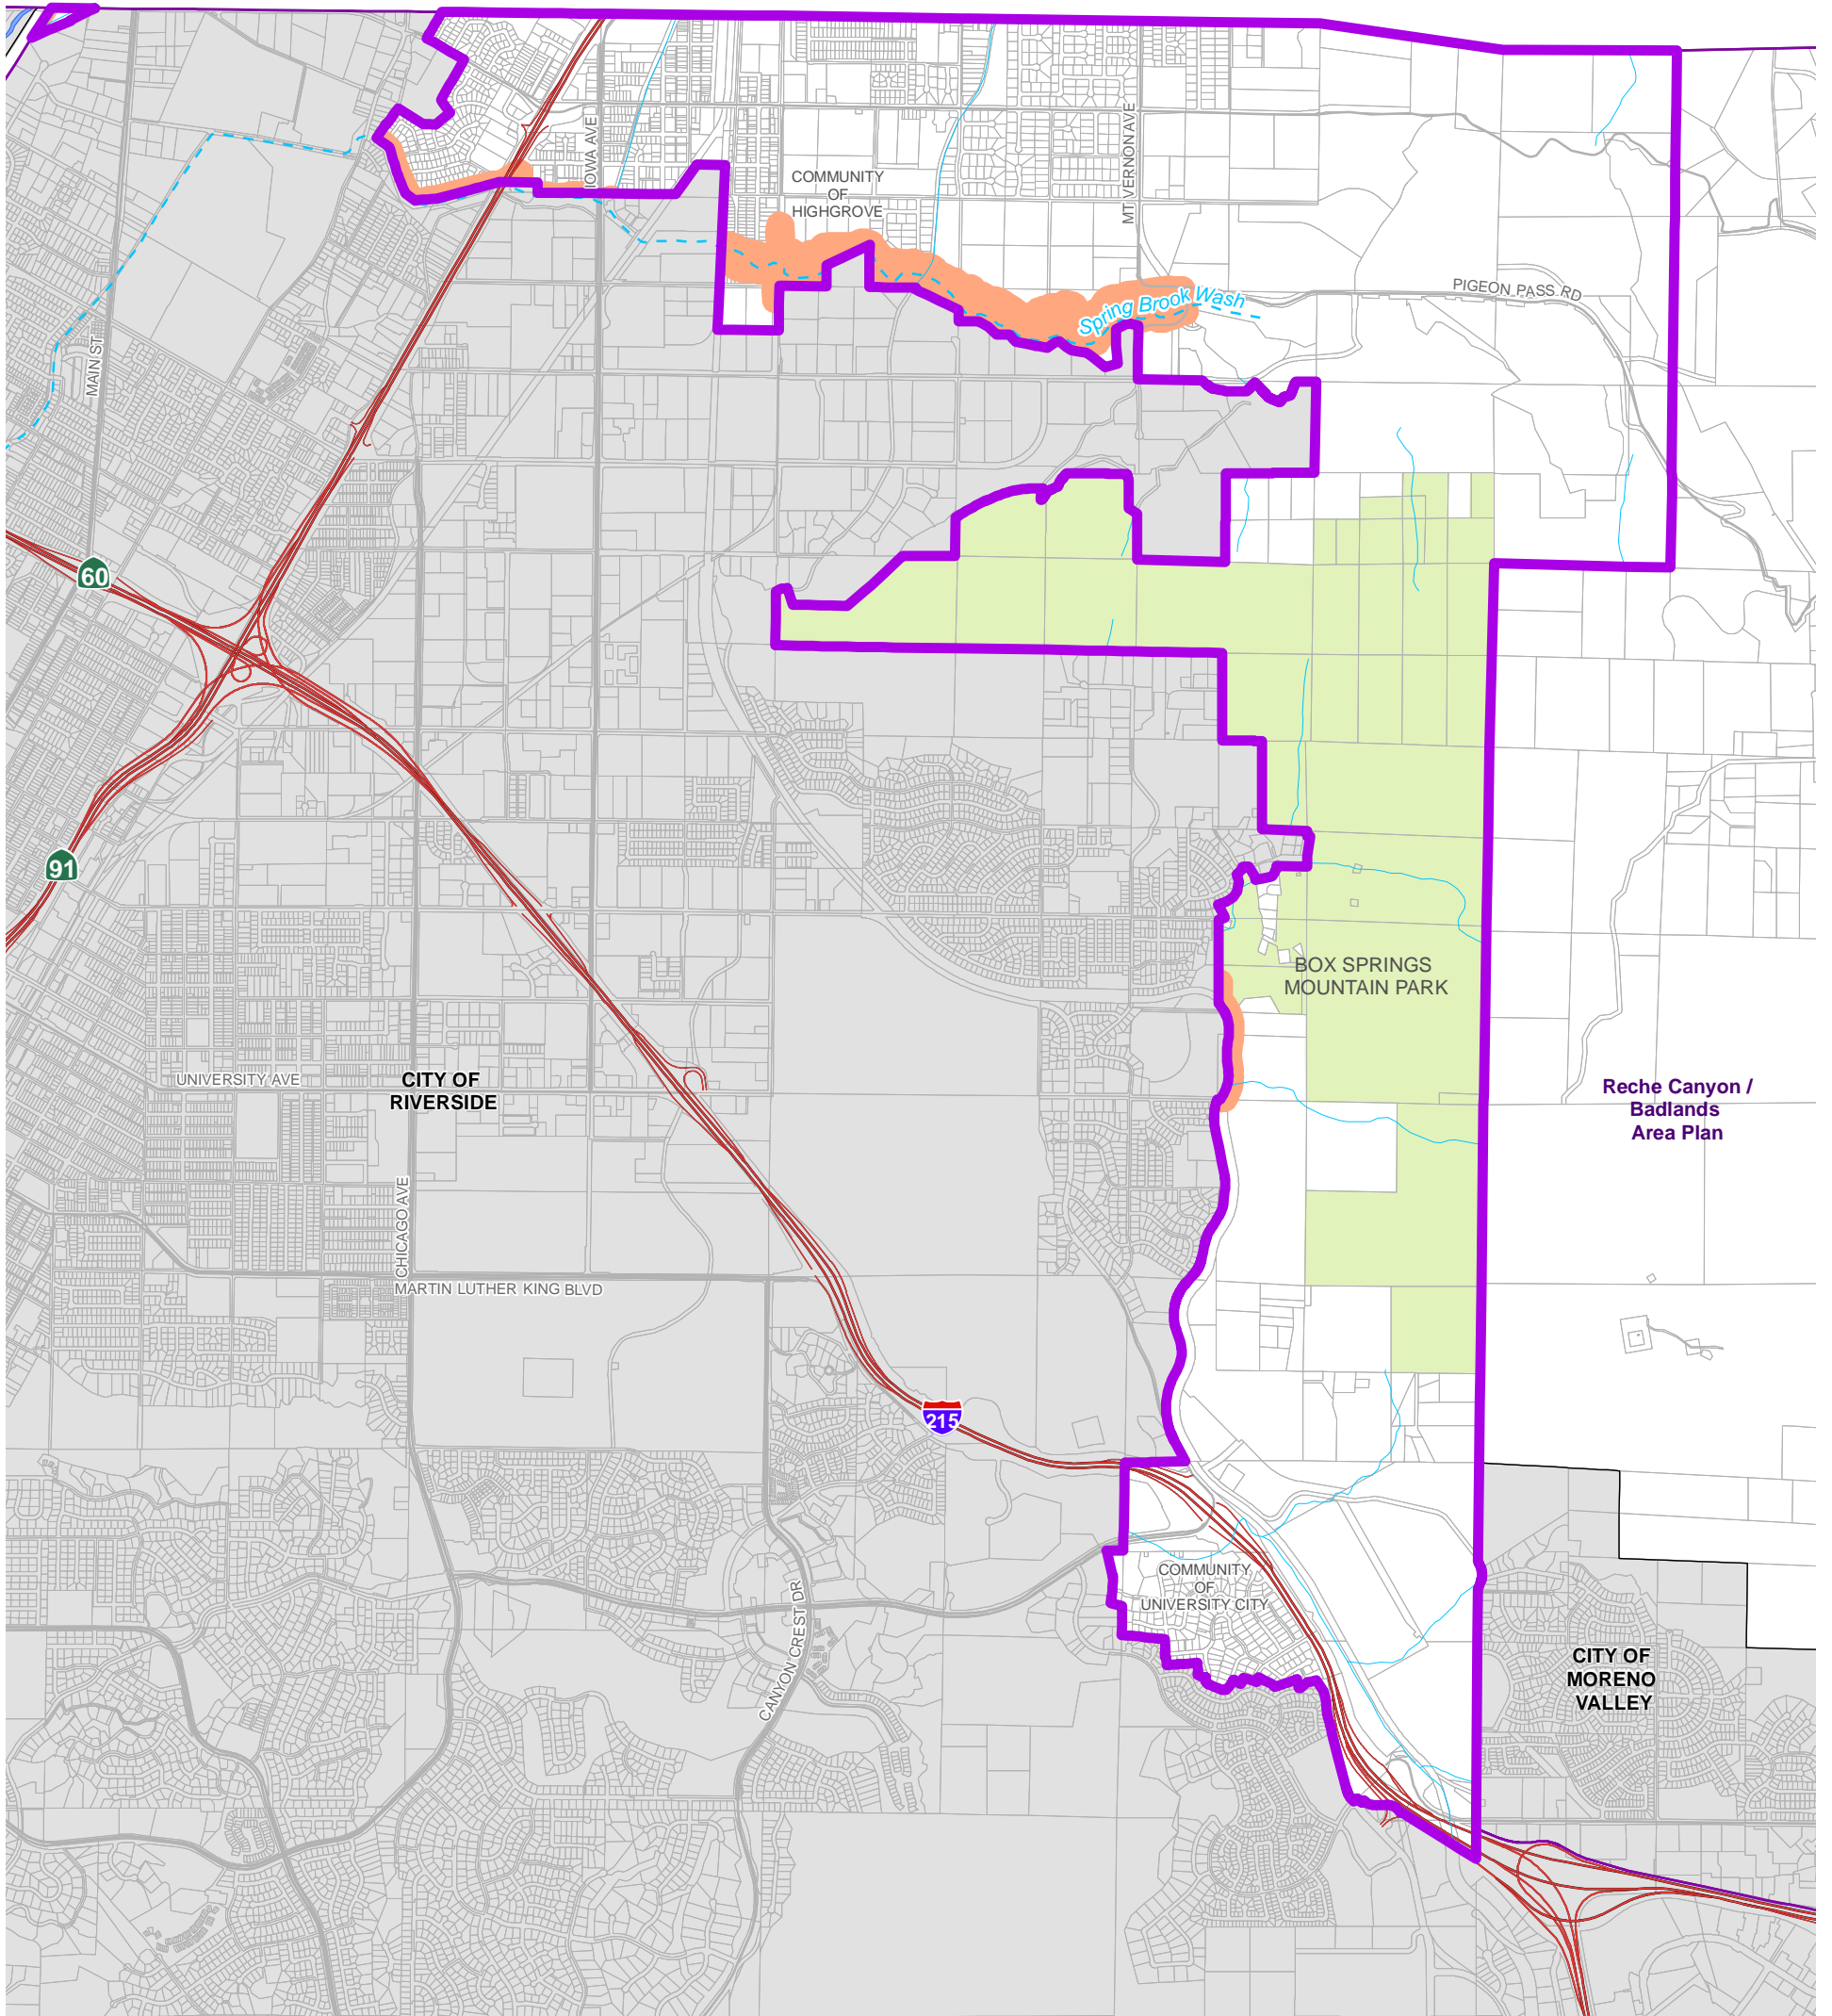 COMMUNITY
OF
HIGHGROVE
IOWA AVE
MT VERNON AVE
PIGEON PASS RD
Spring Brook Wash
MAIN ST
60
91
BOX SPRINGS
MOUNTAIN PARK
UNIVERSITY AVE
CITY OF
RIVERSIDE
Reche Canyon /
Badlands
Area Plan
CHICAGO AVE
MARTIN LUTHER KING BLVD
215
COMMUNITY
OF
UNIVERSITY CITY
CANYON CREST DR
CITY OF
MORENO
VALLEY